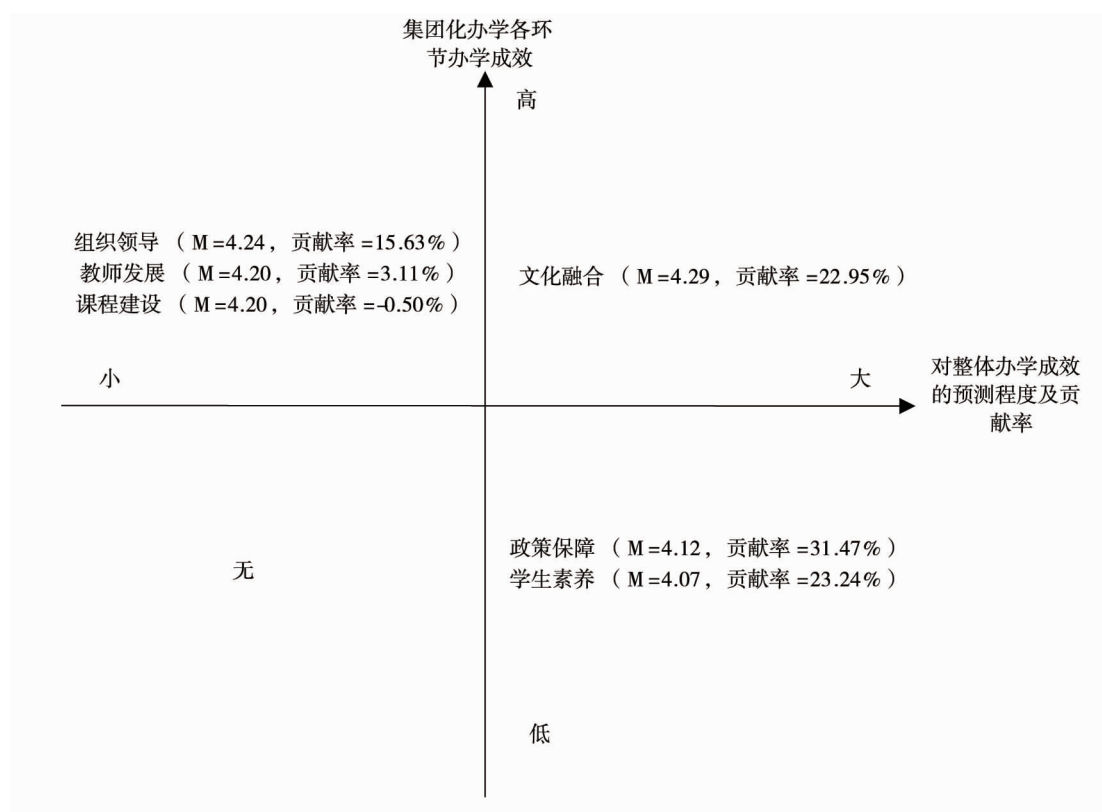 集团化办学各环
节办学成效
高
组织领导（M=4.24，贡献率=15.63%）
教师发展（M=4.20，贡献率=3.11%）
课程建设（M=4.20，贡献率=-0.50%）
文化融合（M=4.29，贡献率=22.95%）
小
大
对整体办学成效
的预测程度及贡
献率
无
政策保障（M=4.12，贡献率=31.47%）
学生素养（M=4.07，贡献率=23.24%）
低